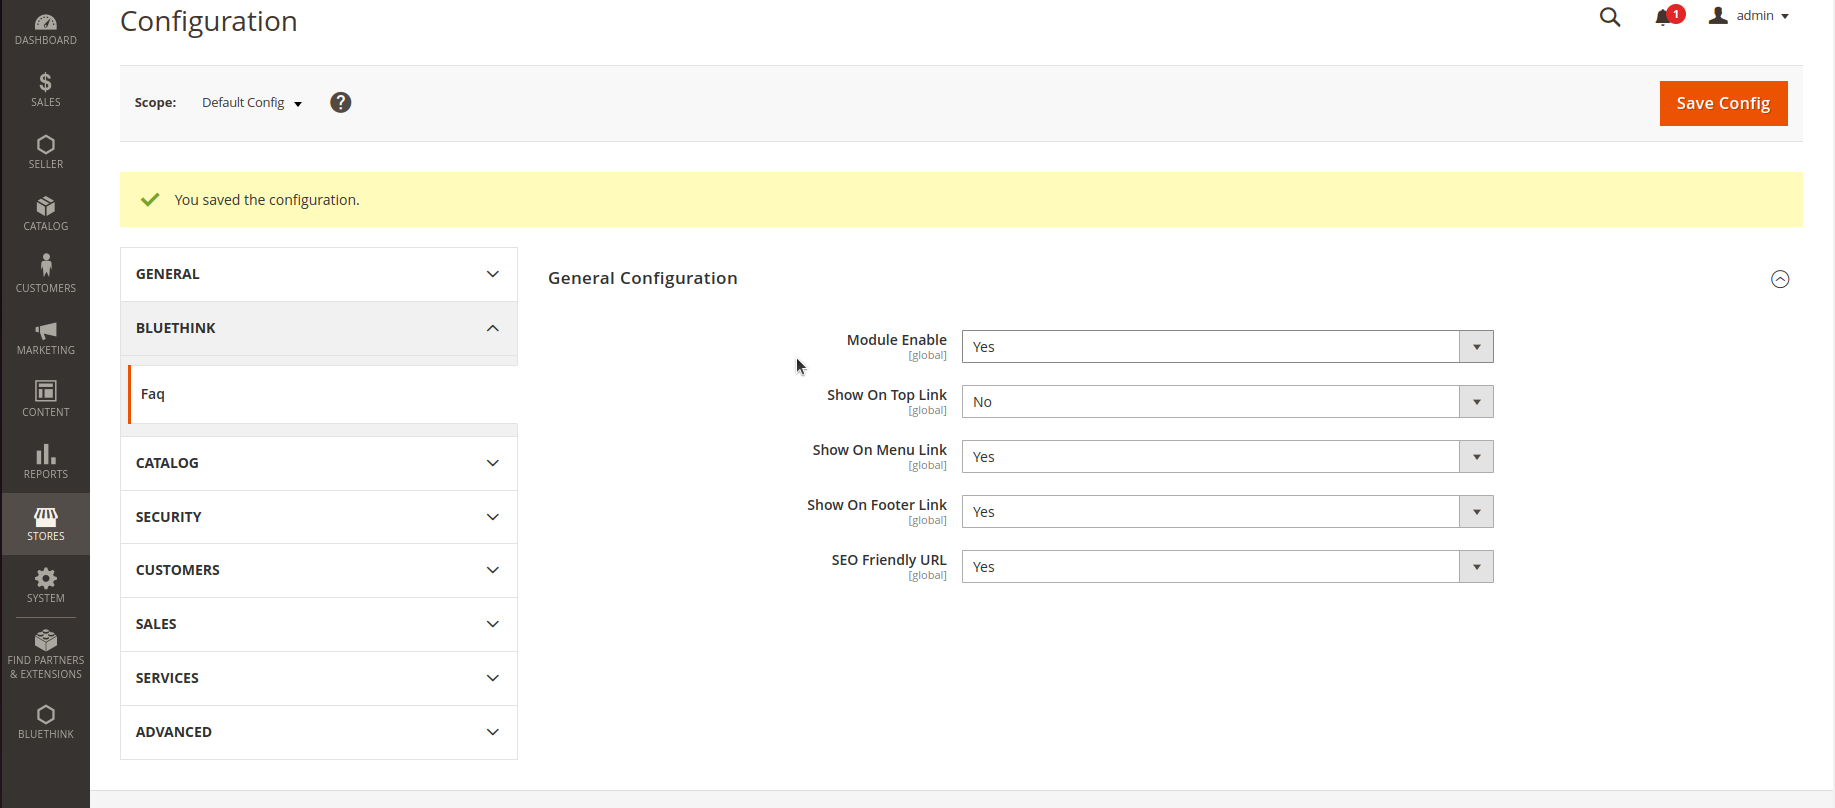 Configuration
1
admin
DASHBOARD
SALES
SELLER
CATALOG
CUSTOMERS
MARKETING
CONTENT
REPORTS
STORES
SYSTEM
FIND PARTNERS
& EXTENSIONS
BLUETHINK
Scope: Default Config ?
Save Config
You saved the configuration.
GENERAL
BLUETHINK
Faq
CATALOG
SECURITY
CUSTOMERS
SALES
SERVICES
ADVANCED
General Configuration
Module Enable Yes
[global]
Show On Top Link No
[global]
Show On Menu Link Yes
[global]
Show On Footer Link Yes
[global]
SEO Friendly URL Yes
[global]